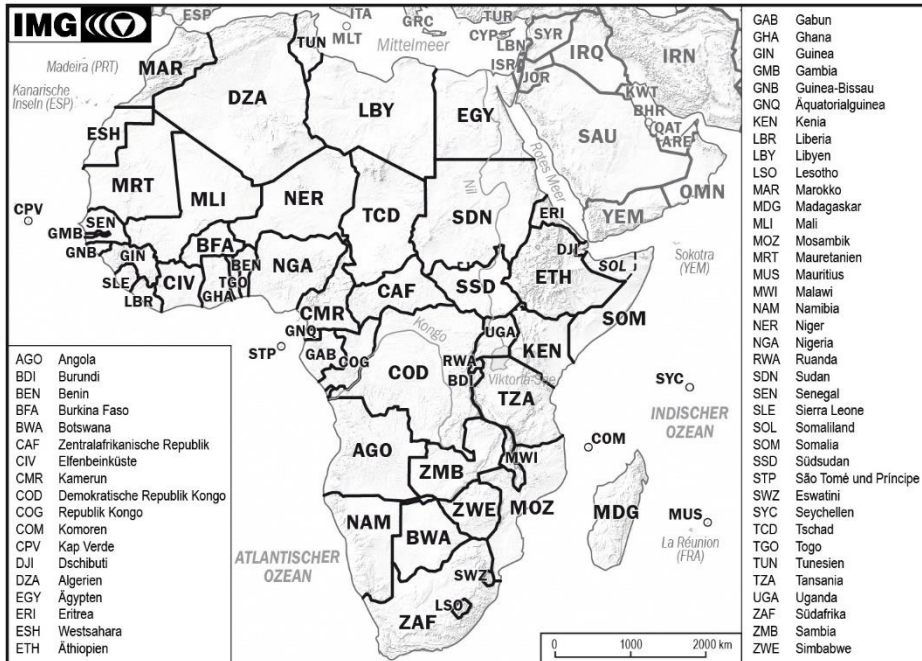 IMG
ESP
ITA
MLT
GRC
TUR
CYP
LBN
SYR
ISR
JOR
IRQ
IRN
KWT
BHR
QAT
ARE
SAU
OMN
YEM
Madeira (PRT)
Kanarische
Inseln (ESP)
Mittelmeer
MAR
TUN
DZA
LBY
EGY
ESH
MRT
MLI
NER
TCD
SDN
Nil
Rotes Meer
ERI
DJI
Sokotra
(YEM)
CPV
SEN
GMB
GNB
GIN
SLE
LBR
CIV
BFA
GHA
TGO
BEN
NGA
CMR
CAF
SSD
ETH
SOL
SOM
GNQ
STP
GAB
COG
Kongo
COD
UGA
KEN
RWA
BDI
Viktoria-See
TZA
SYC
INDISCHER
OZEAN
AGO
ZMB
MWI
COM
MOZ
MDG
MUS
La Réunion
(FRA)
NAM
ZWE
BWA
ATLANTISCHER
OZEAN
SWZ
LSO
ZAF
0 1000 2000 km
AGO Angola
BDI Burundi
BEN Benin
BFA Burkina Faso
BWA Botswana
CAF Zentralafrikanische Republik
CIV Elfenbeinküste
CMR Kamerun
COD Demokratische Republik Kongo
COG Republik Kongo
COM Komoren
CPV Kap Verde
DJI Dschibuti
DZA Algerien
EGY Ägypten
ERI Eritrea
ESH Westsahara
ETH Äthiopien
GAB Gabun
GHA Ghana
GIN Guinea
GMB Gambia
GNB Guinea-Bissau
GNQ Äquatorialguinea
KEN Kenia
LBR Liberia
LBY Libyen
LSO Lesotho
MAR Marokko
MDG Madagaskar
MLI Mali
MOZ Mosambik
MRT Mauretanien
MUS Mauritius
MWI Malawi
NAM Namibia
NER Niger
NGA Nigeria
RWA Ruanda
SDN Sudan
SEN Senegal
SLE Sierra Leone
SOL Somaliland
SOM Somalia
SSD Südsudan
STP São Tomé und Príncipe
SWZ Eswatini
SYC Seychellen
TCD Tschad
TGO Togo
TUN Tunesien
TZA Tansania
UGA Uganda
ZAF Südafrika
ZMB Sambia
ZWE Simbabwe